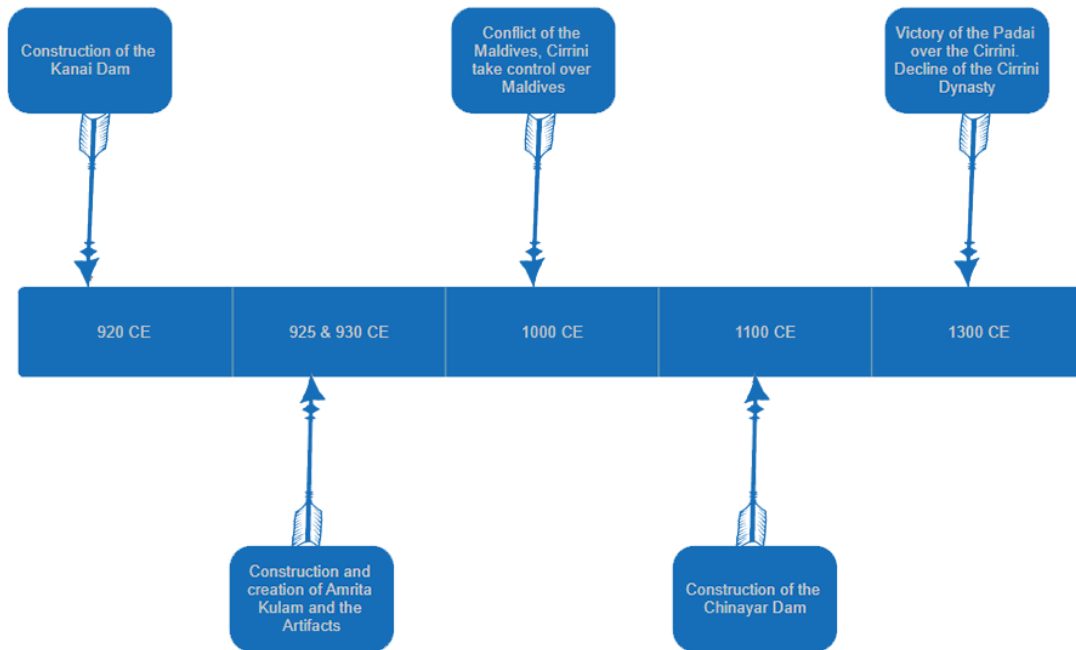 Construction of the
Kanai Dam
Conflict of the
Maldives, Cirrini
take control over
Maldives
Victory of the Padai
over the Cirrini.
Decline of the Cirrini
Dynasty
920 CE
925 & 930 CE
1000 CE
1100 CE
1300 CE
Construction and
creation of Amrita
Kulam and the
Artifacts
Construction of the
Chinayar Dam